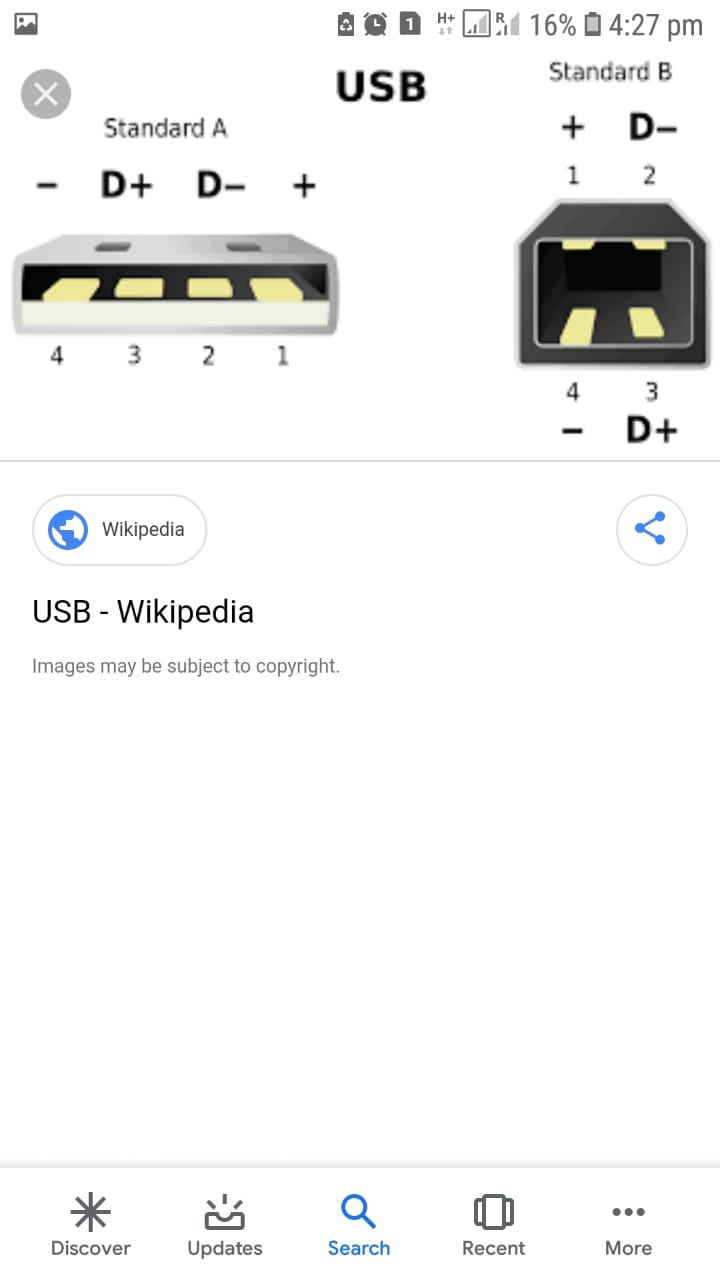 1 H+ R 16% 4:27 pm
USB
Standard A
− D+ D− +
4 3 2 1
Standard B
+ D−
1 2
4 3
− D+
Wikipedia
USB - Wikipedia
Images may be subject to copyright.
Discover Updates Search Recent More